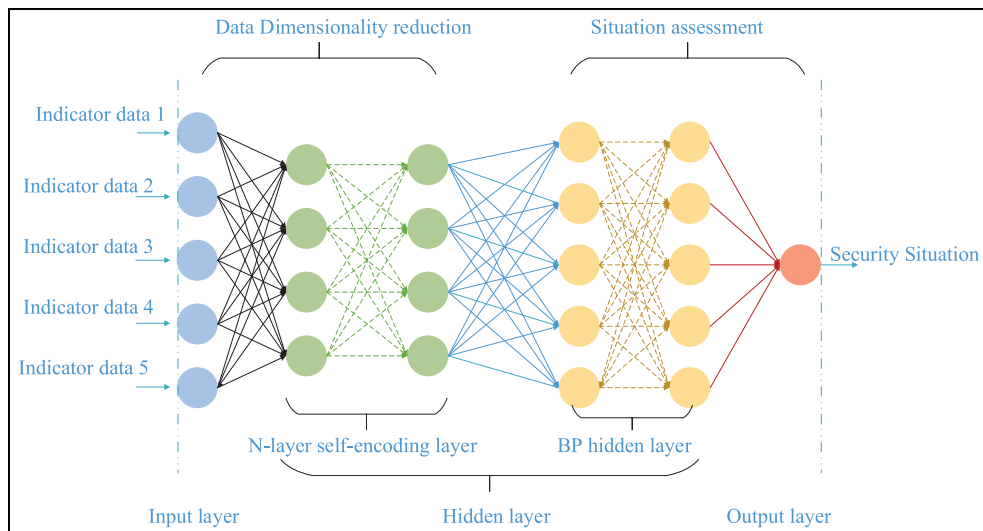 Data Dimensionality reduction
Situation assessment
Indicator data 1
Indicator data 2
Indicator data 3
Indicator data 4
Indicator data 5
Security Situation
N-layer self-encoding layer
BP hidden layer
Input layer
Hidden layer
Output layer